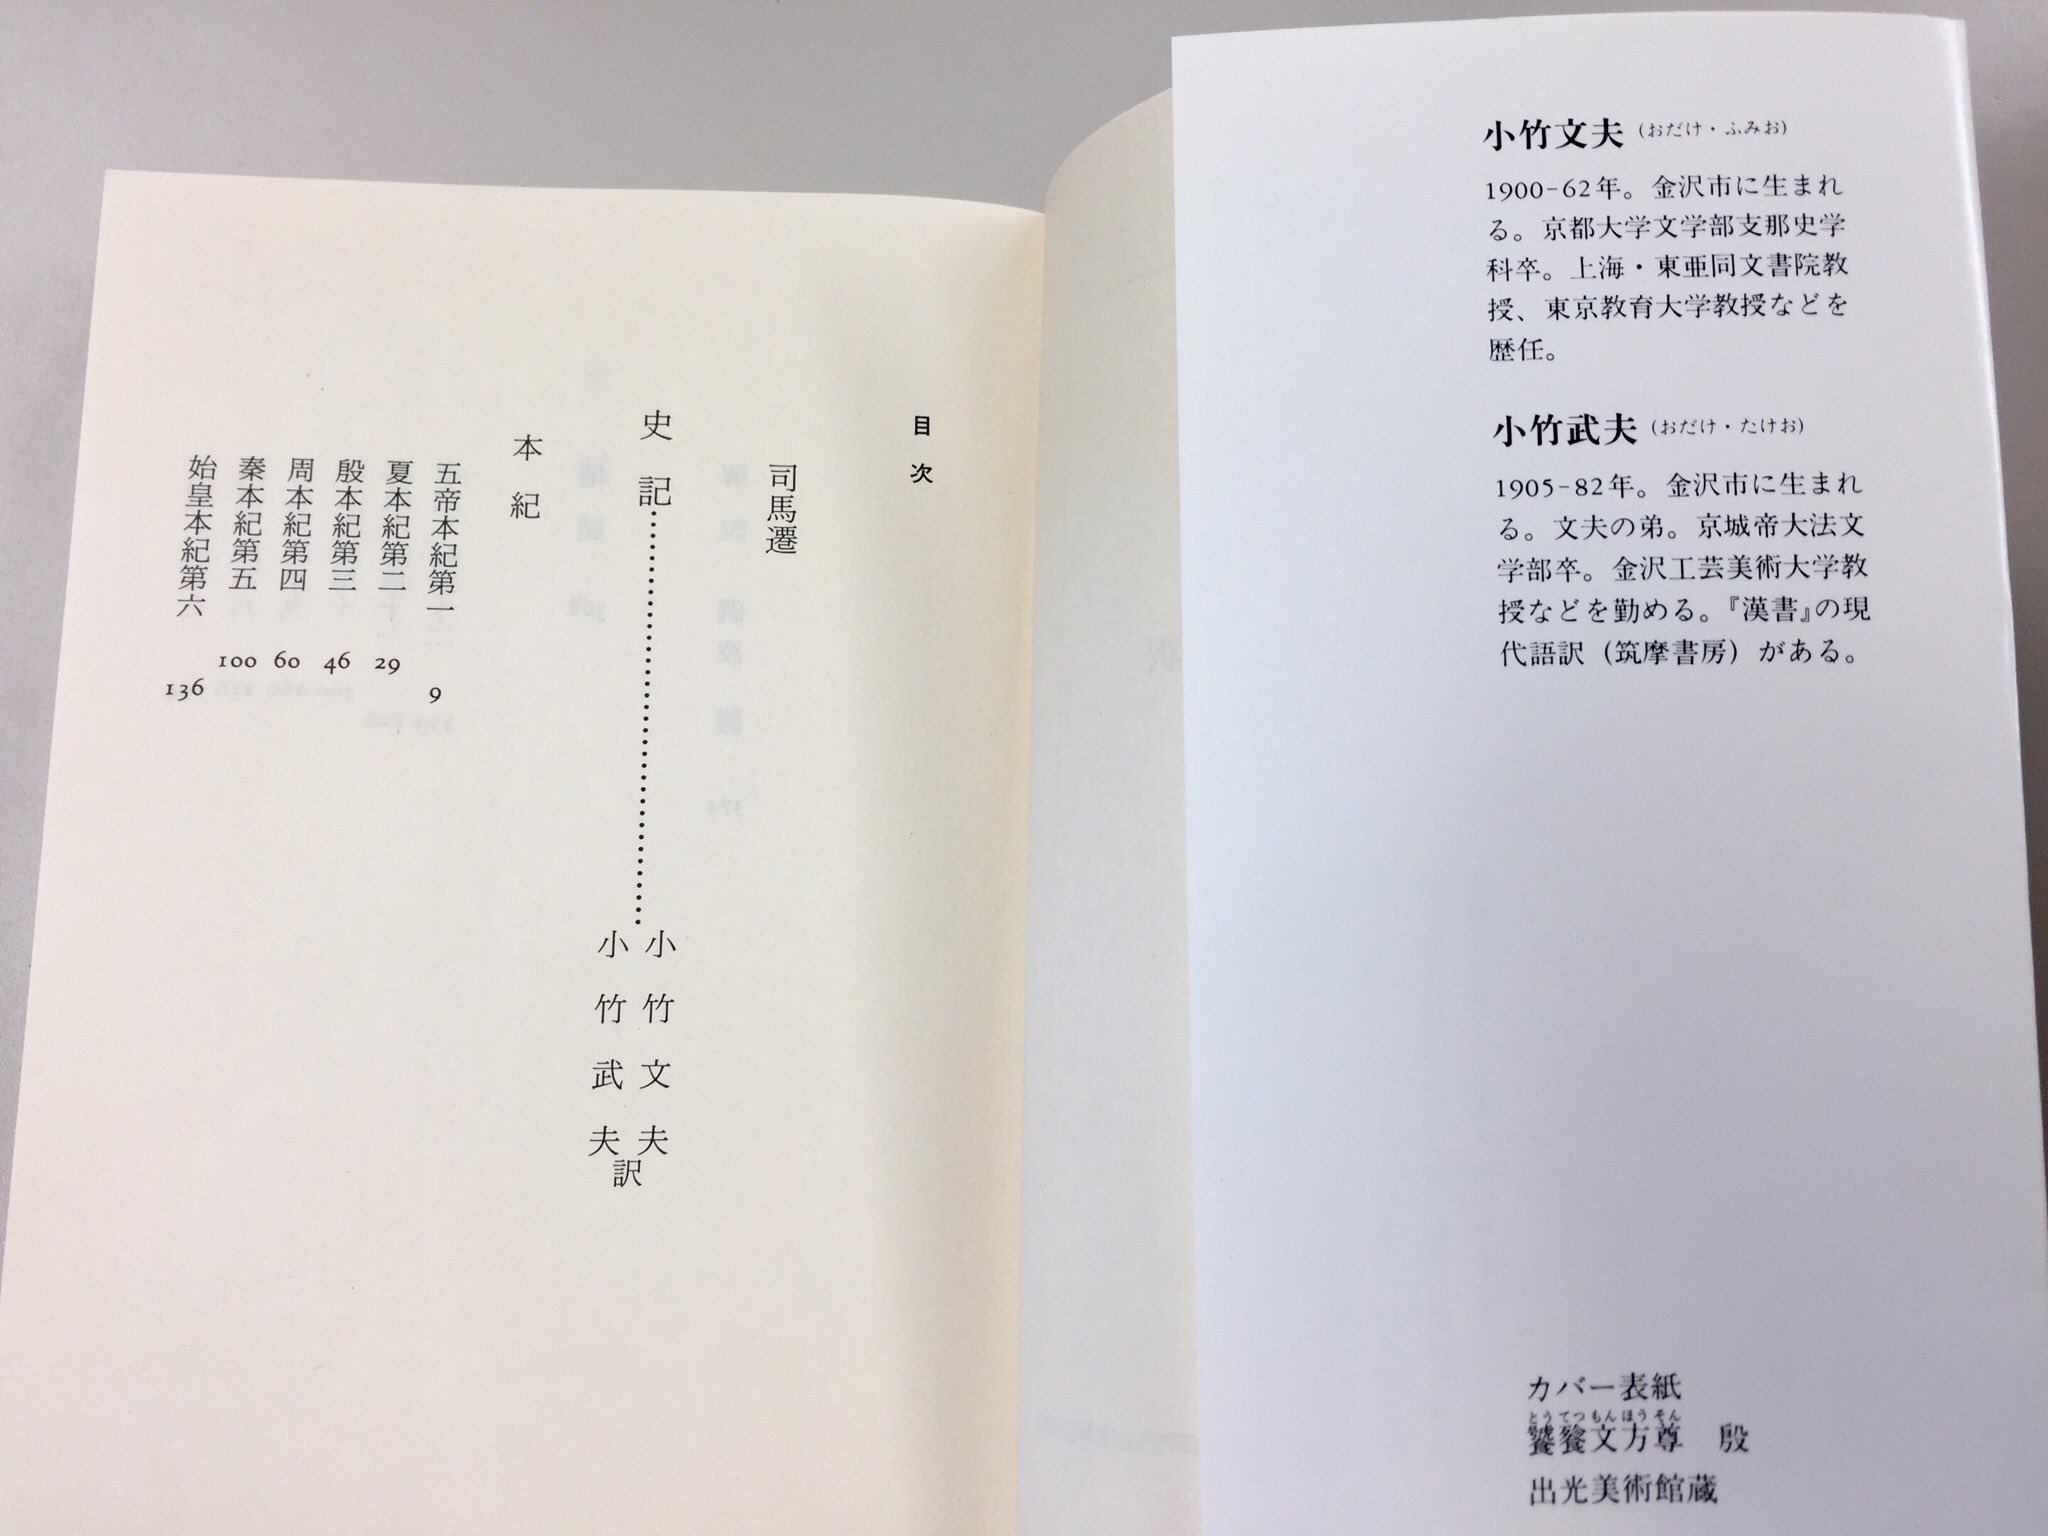 小竹文夫（おだけ・ふみお）
1900-62年。金沢市に生まれ
る。京都大学文学部支那史学
科卒。上海・東亜同文書院教
授、東京教育大学教授などを
歴任。
小竹武夫（おだけ・たけお）
1905-82年。金沢市に生まれ
る。文夫の弟。京城帝大法文
学部卒。金沢工芸美術大学教
授などを勤める。『漢書』の現
代語訳（筑摩書房）がある。
カバー表紙
とうてつもんほうそん
饕餮文方尊　殷
出光美術館蔵
目次
司馬遷
史記……………………小竹文夫
小竹武夫
訳
本紀
五帝本紀第一 9
夏本紀第二 29
殷本紀第三 46
周本紀第四 60
秦本紀第五 100
始皇本紀第六 136